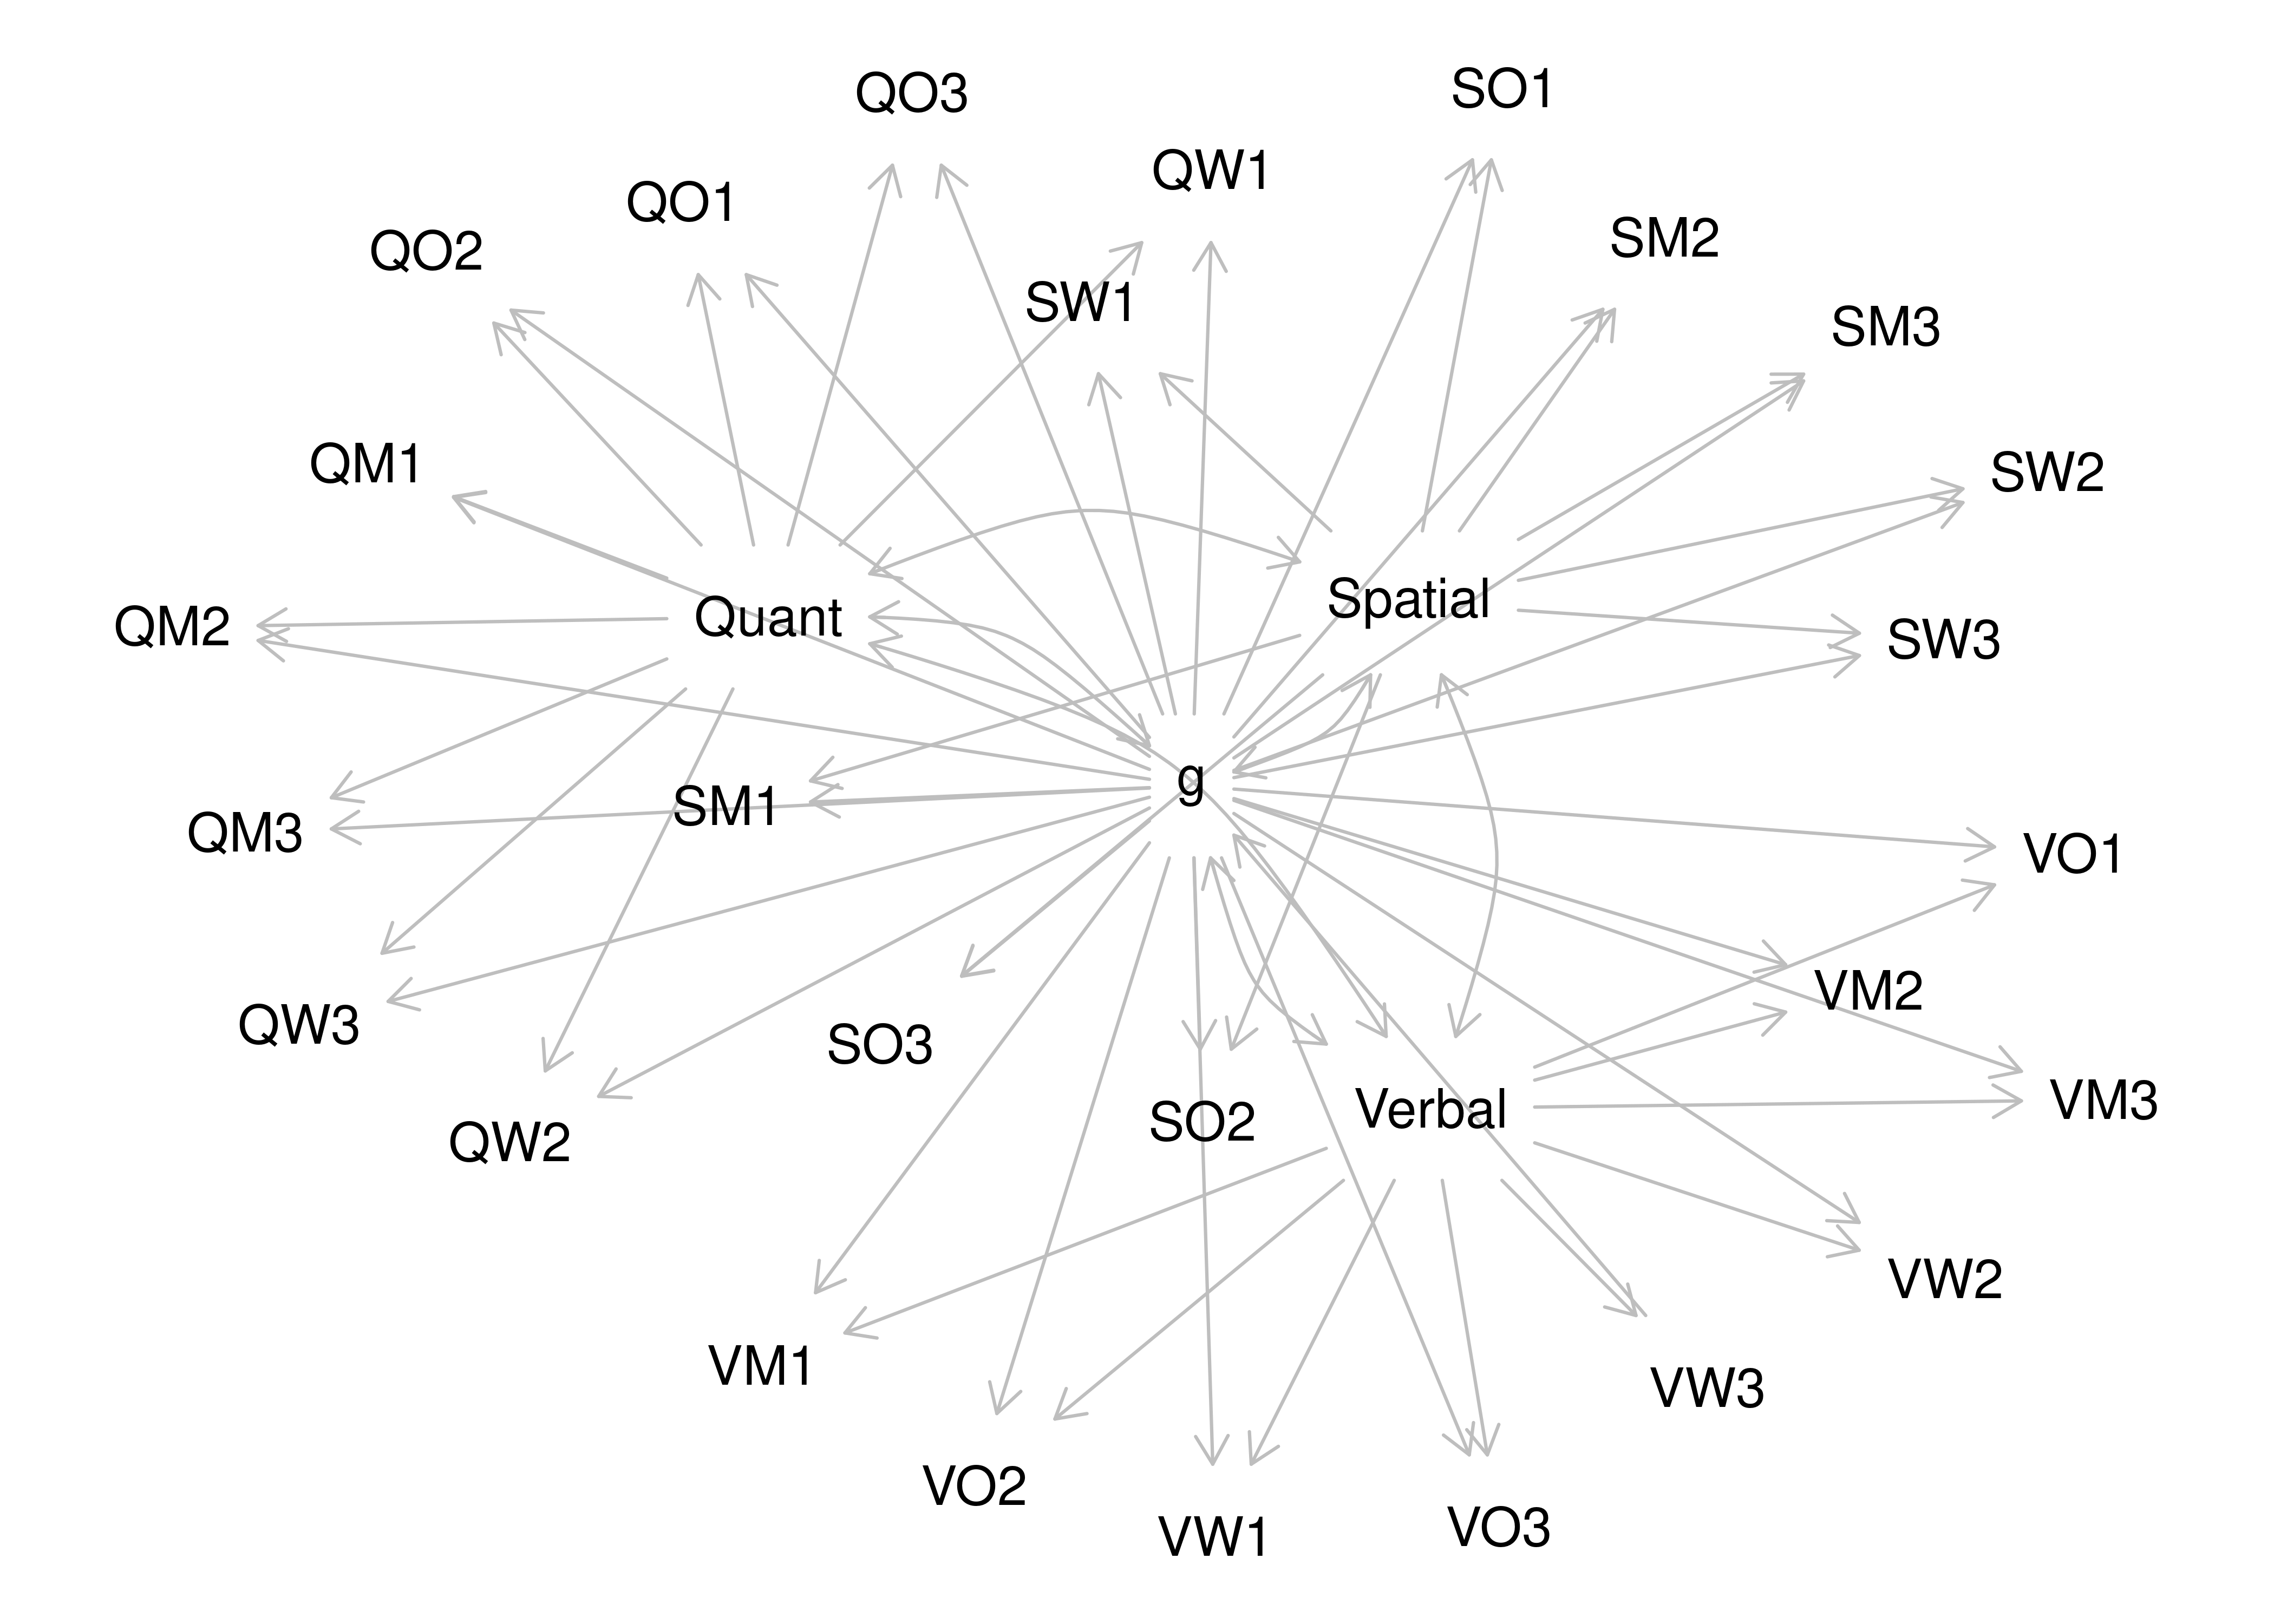 SO1
QO3
QW1
QO1
SM2
QO2
SW1
SM3
QM1
SW2
Spatial
Quant
QM2
SW3
g
SM1
QM3
VO1
VM2
QW3
SO3
VM3
Verbal
SO2
QW2
VW2
VM1
VW3
VO2
VO3
VW1